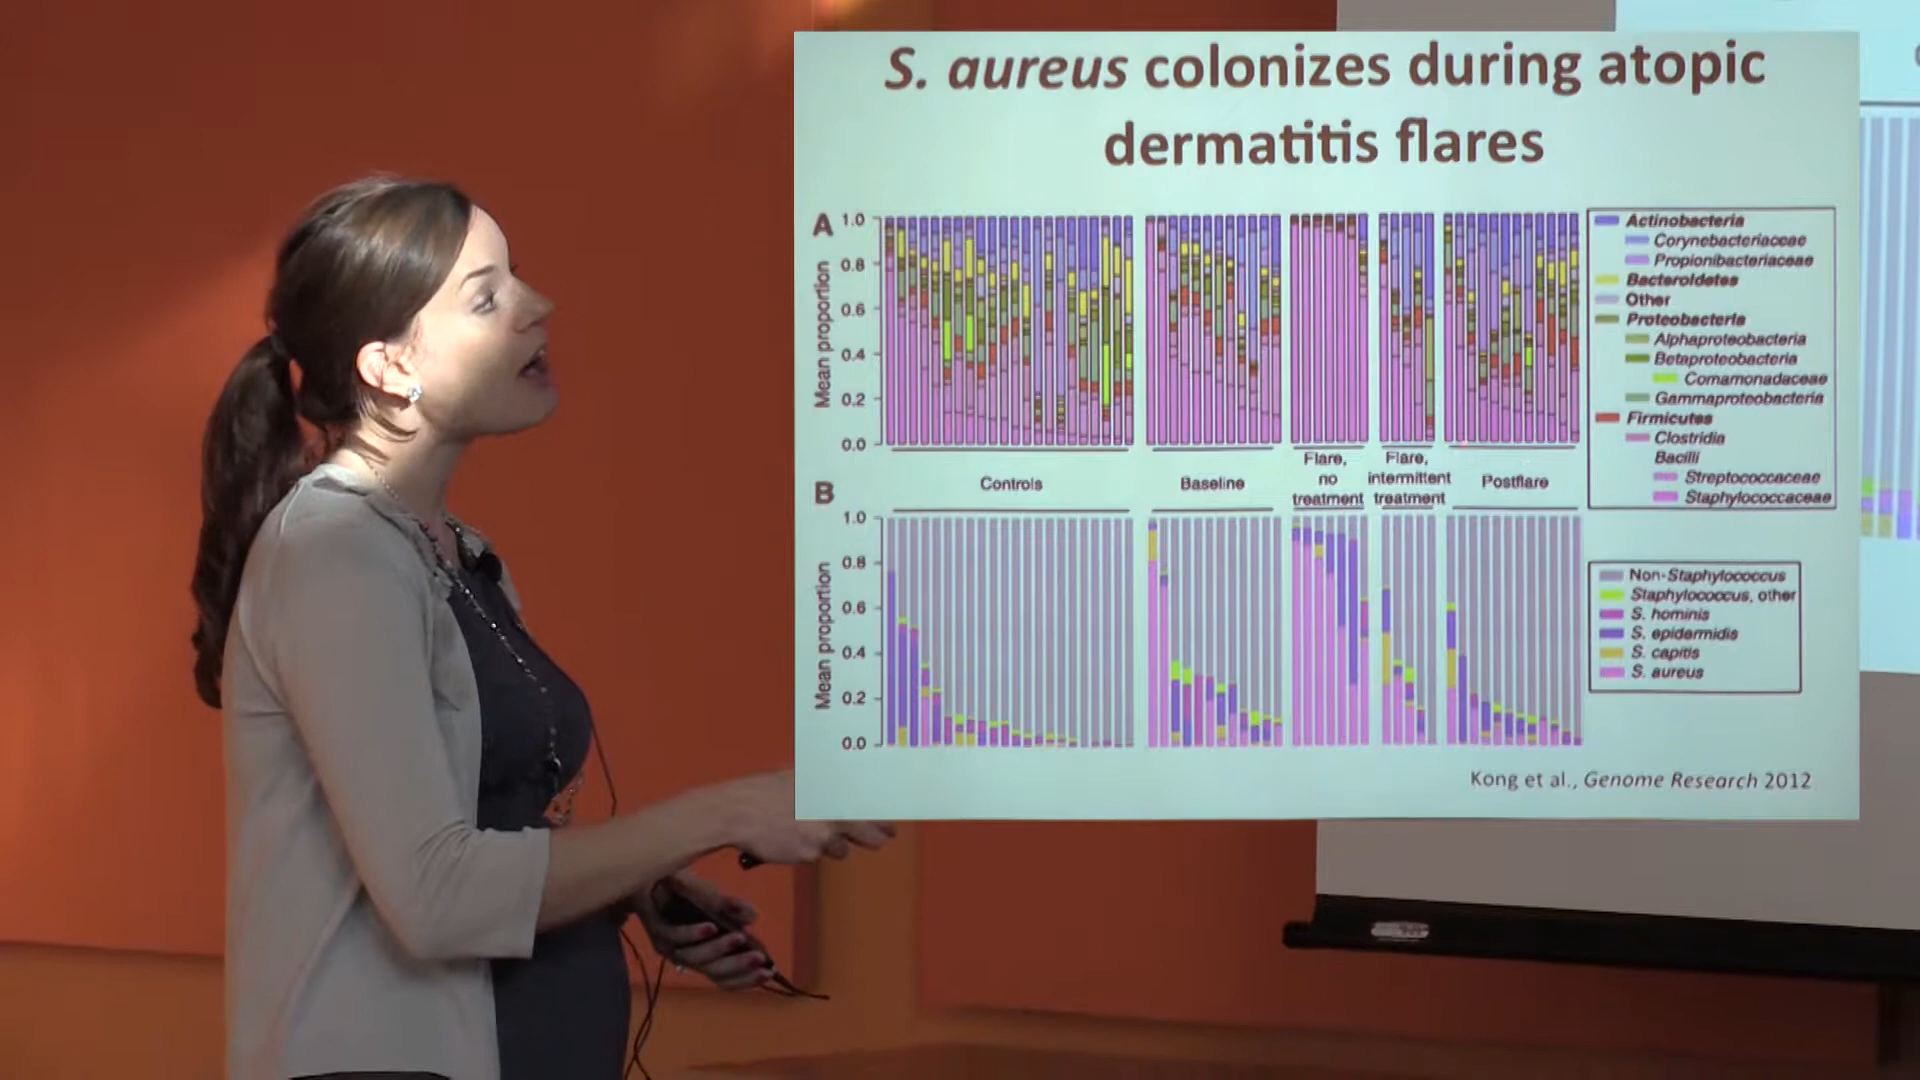 S. aureus colonizes during atopic
dermatitis flares
A
Mean proportion
1.0
0.8
0.6
0.4
0.2
0.0
Controls
Baseline
Flare,
no
treatment
Flare,
intermittent
treatment
Postflare
Actinobacteria
Corynebacteriaceae
Propionibacteriaceae
Bacteroidetes
Other
Proteobacteria
Alphaproteobacteria
Betaproteobacteria
Comamonadaceae
Gammaproteobacteria
Firmicutes
Clostridia
Bacilli
Streptococcaceae
Staphylococcaceae
B
Mean proportion
1.0
0.8
0.6
0.4
0.2
0.0
Non-Staphylococcus
Staphylococcus, other
S. hominis
S. epidermidis
S. capitis
S. aureus
Kong et al., Genome Research 2012